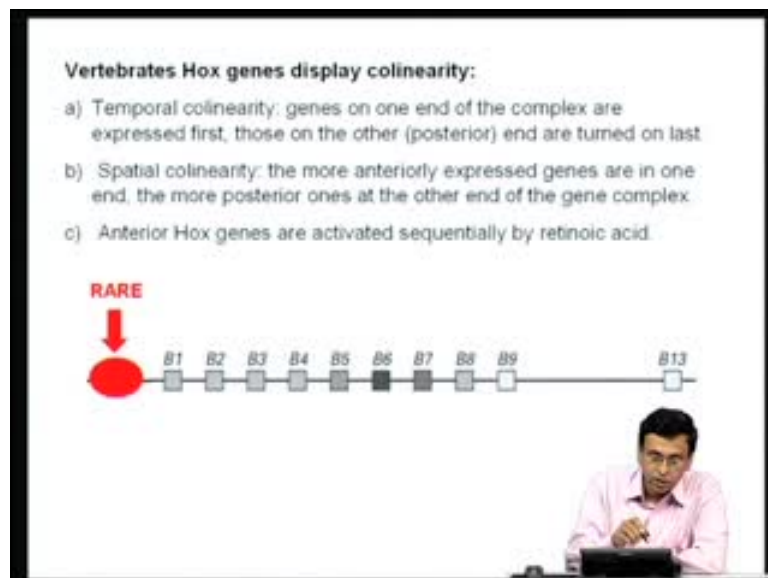 Vertebrates Hox genes display colinearity:
a) Temporal colinearity: genes on one end of the complex are
expressed first, those on the other (posterior) end are turned on last
b) Spatial colinearity: the more anteriorly expressed genes are in one
end, the more posterior ones at the other end of the gene complex
c) Anterior Hox genes are activated sequentially by retinoic acid.
RARE
B1 B2 B3 B4 B5 B6 B7 B8 B9 B13